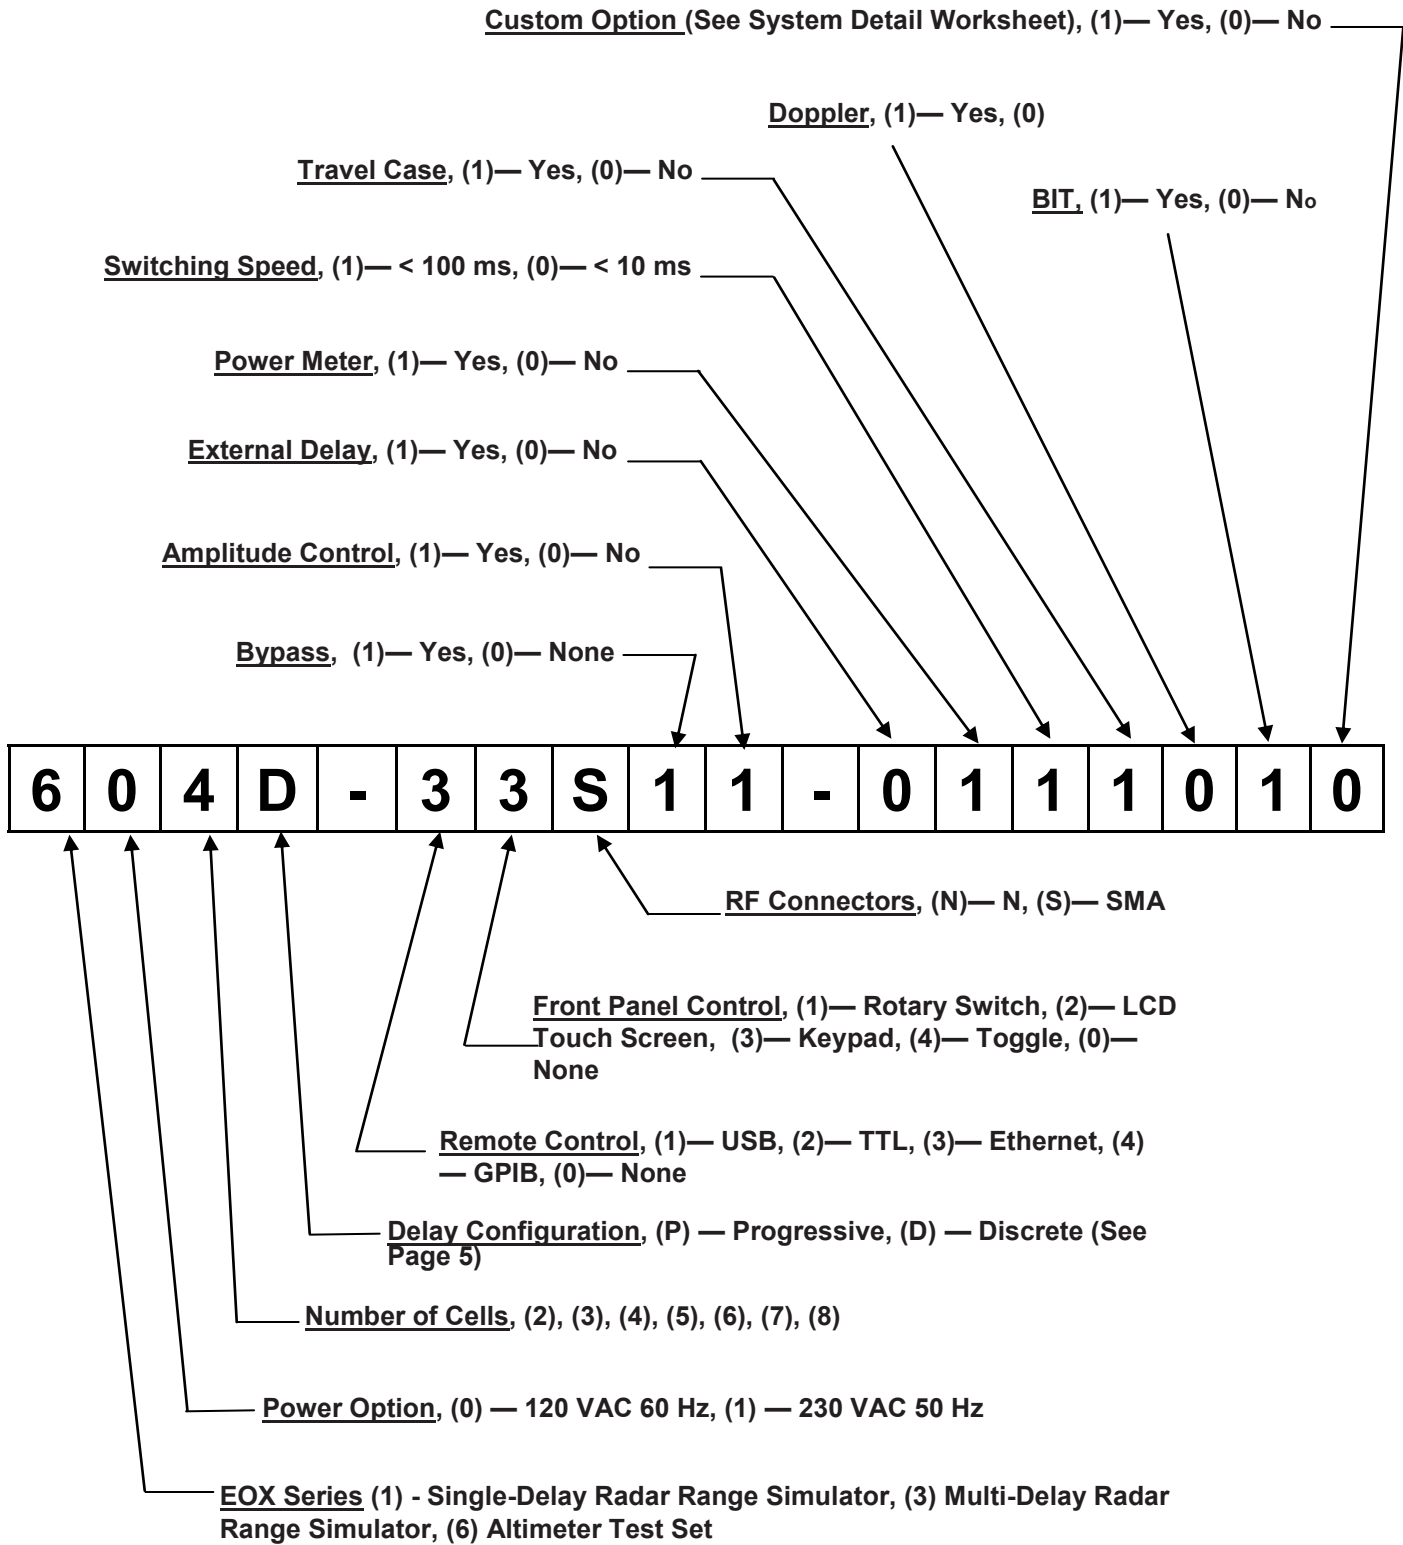 Custom Option (See System Detail Worksheet), (1)— Yes, (0)— No
Doppler, (1)— Yes, (0)
Travel Case, (1)— Yes, (0)— No
BIT, (1)— Yes, (0)— No
Switching Speed, (1)— < 100 ms, (0)— < 10 ms
Power Meter, (1)— Yes, (0)— No
External Delay, (1)— Yes, (0)— No
Amplitude Control, (1)— Yes, (0)— No
Bypass, (1)— Yes, (0)— None
6 0 4 D - 3 3 S 1 1 - 0 1 1 1 0 1 0
RF Connectors, (N)— N, (S)— SMA
Front Panel Control, (1)— Rotary Switch, (2)— LCD
Touch Screen, (3)— Keypad, (4)— Toggle, (0)—
None
Remote Control, (1)— USB, (2)— TTL, (3)— Ethernet, (4)
— GPIB, (0)— None
Delay Configuration, (P) — Progressive, (D) — Discrete (See
Page 5)
Number of Cells, (2), (3), (4), (5), (6), (7), (8)
Power Option, (0) — 120 VAC 60 Hz, (1) — 230 VAC 50 Hz
EOX Series (1) - Single-Delay Radar Range Simulator, (3) Multi-Delay Radar
Range Simulator, (6) Altimeter Test Set